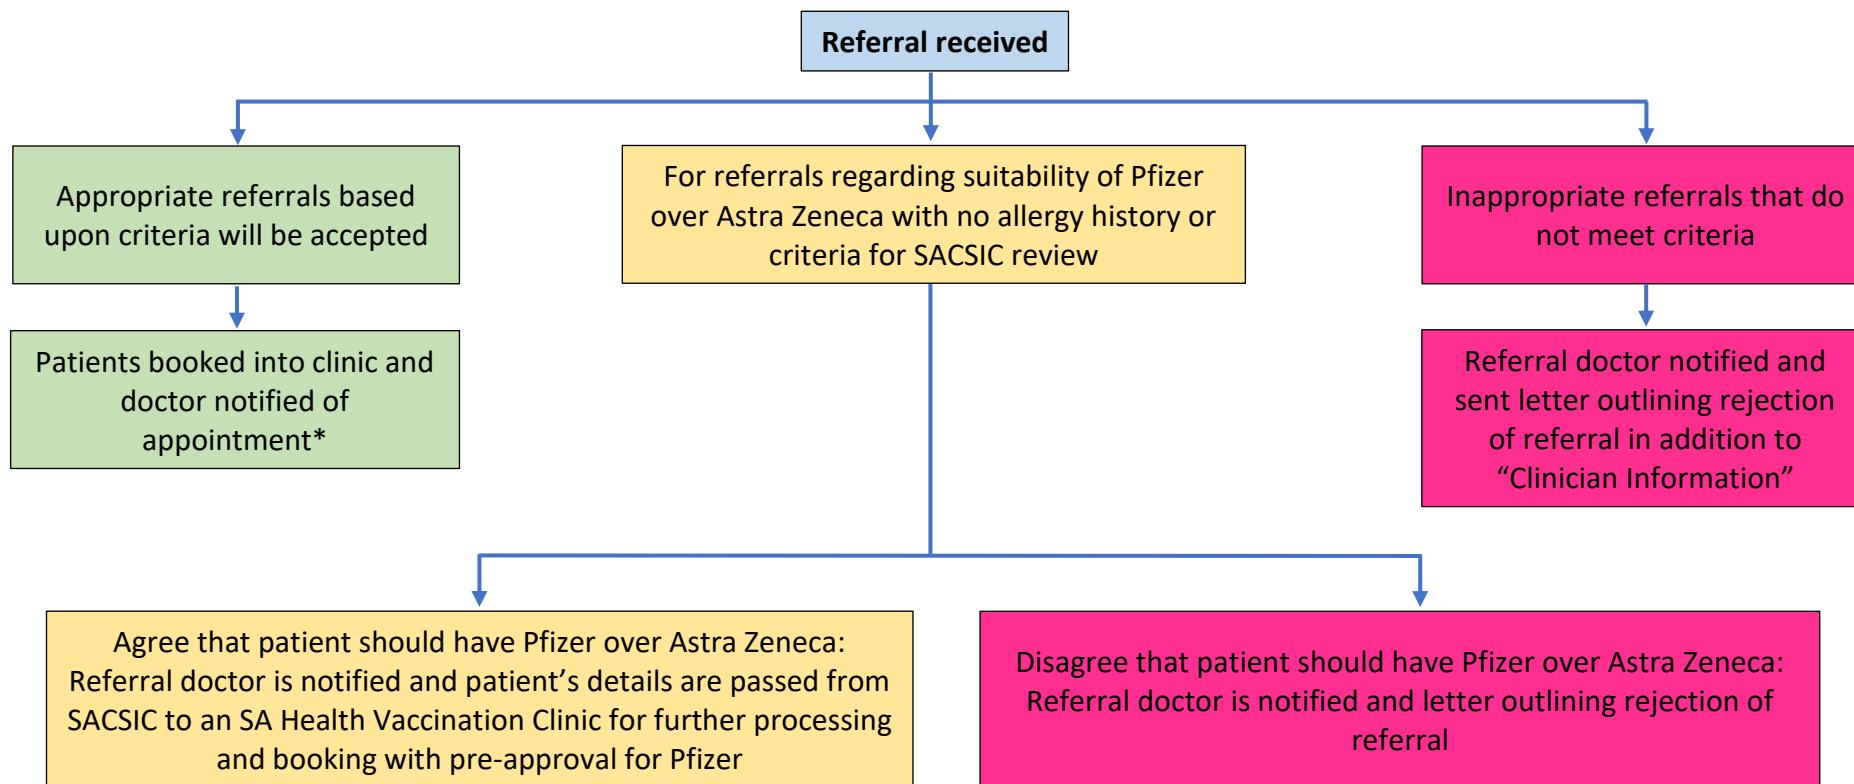 Referral received
Appropriate referrals based
upon criteria will be accepted
For referrals regarding suitability of Pfizer
over Astra Zeneca with no allergy history or
criteria for SACSIC review
Inappropriate referrals that do
not meet criteria
Patients booked into clinic and
doctor notified of
appointment*
Referral doctor notified and
sent letter outlining rejection
of referral in addition to
“Clinician Information”
Agree that patient should have Pfizer over Astra Zeneca:
Referral doctor is notified and patient’s details are passed from
SACSIC to an SA Health Vaccination Clinic for further processing
and booking with pre-approval for Pfizer
Disagree that patient should have Pfizer over Astra Zeneca:
Referral doctor is notified and letter outlining rejection of
referral